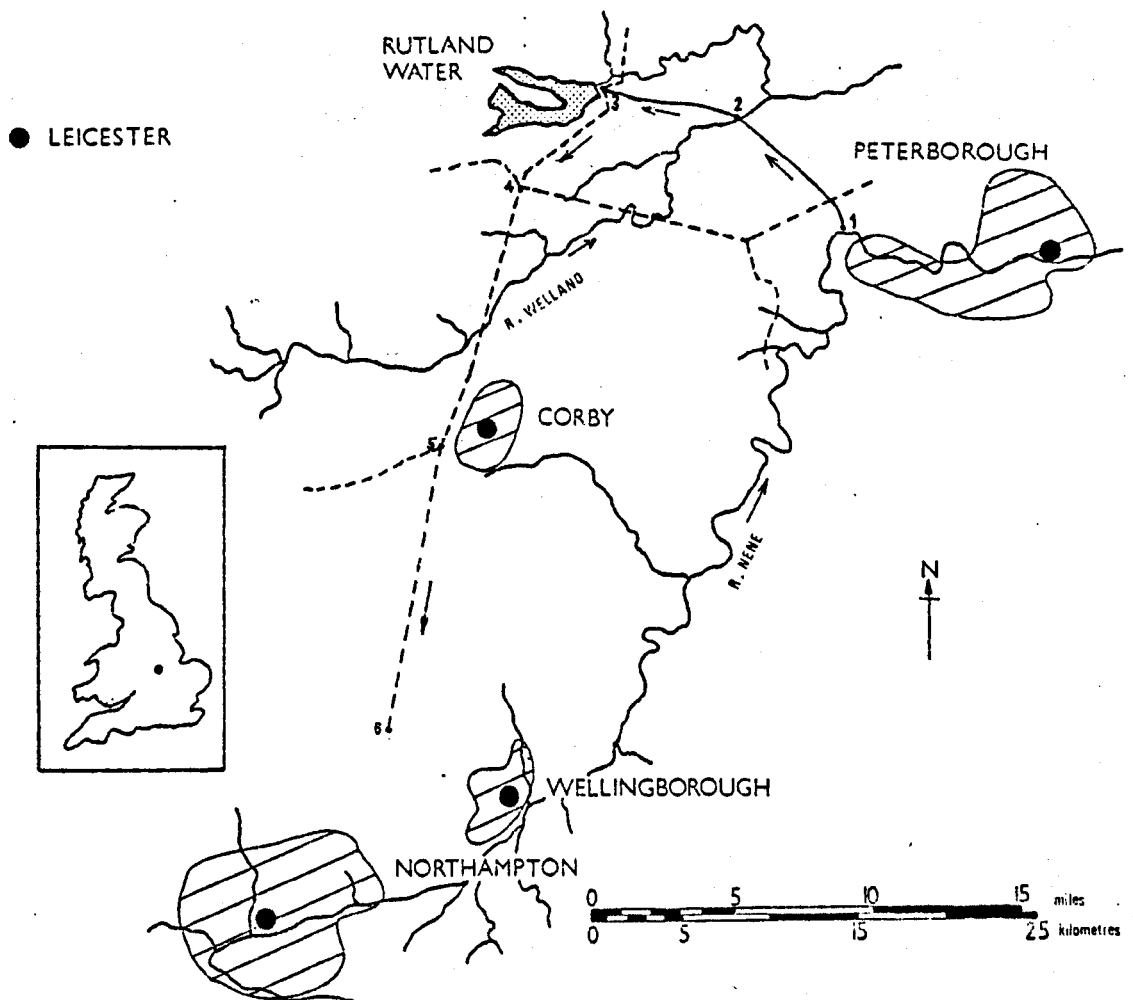 RUTLAND
WATER
LEICESTER
3
2
PETERBOROUGH
4
1
R. WELLAND
CORBY
5
R. NENE
N
6
WELLINGBOROUGH
NORTHAMPTON
0 5 10 15 miles
0 5 15 25 kilometres